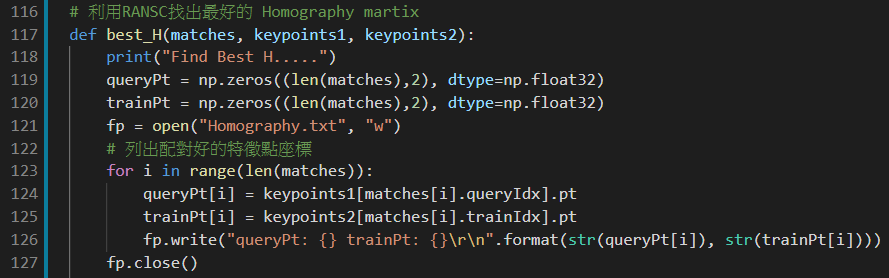 116 # 利用RANSC找出最好的 Homography martix
117 def best_H(matches, keypoints1, keypoints2):
118     print("Find Best H.....")
119     queryPt = np.zeros((len(matches),2), dtype=np.float32)
120     trainPt = np.zeros((len(matches),2), dtype=np.float32)
121     fp = open("Homography.txt", "w")
122     # 列出配對好的特徵點座標
123     for i in range(len(matches)):
124         queryPt[i] = keypoints1[matches[i].queryIdx].pt
125         trainPt[i] = keypoints2[matches[i].trainIdx].pt
126         fp.write("queryPt: {} trainPt: {}\r\n".format(str(queryPt[i]), str(trainPt[i])))
127     fp.close()